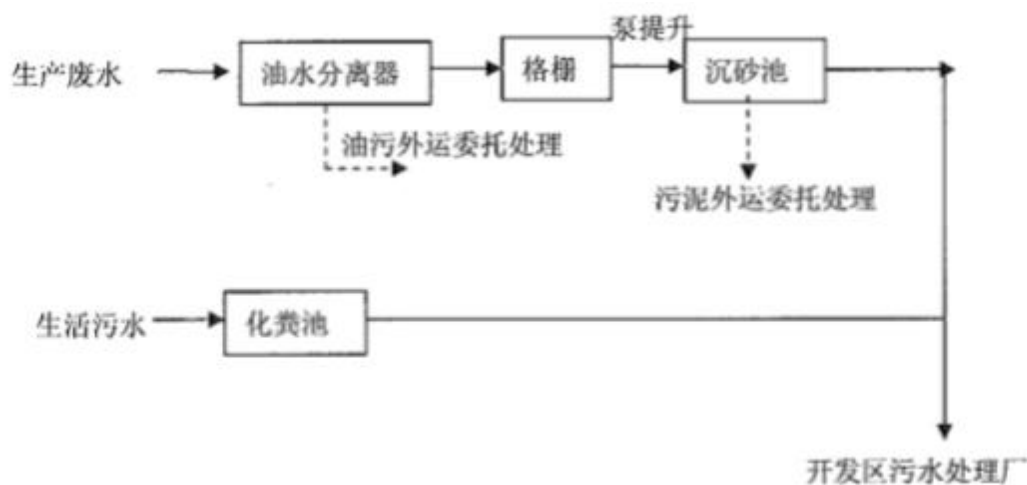 泵提升
生产废水
油水分离器
格栅
沉砂池
油污外运委托处理
污泥外运委托处理
生活污水
化粪池
开发区污水处理厂